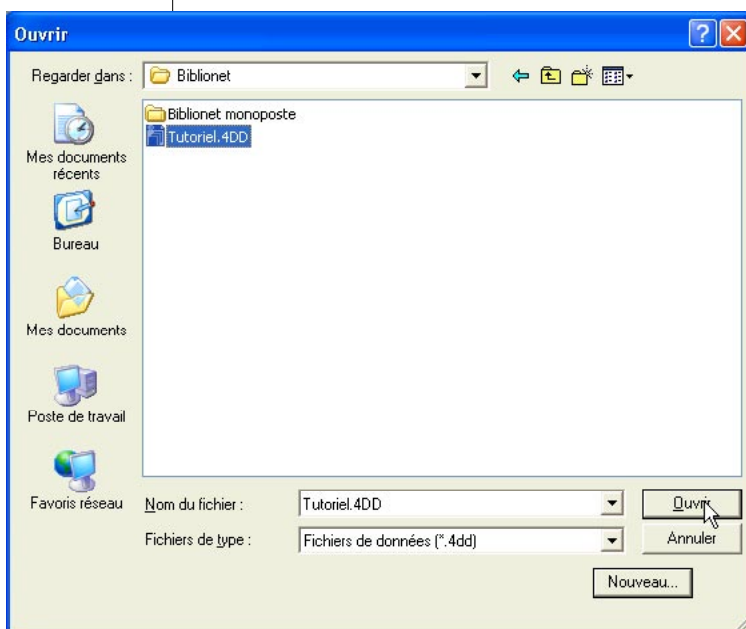 Ouvrir
Regarder dans :
Biblionet
Biblionet monoposte
Tutoriel.4DD
Mes documents
récents
Bureau
Mes documents
Poste de travail
Favoris réseau
Nom du fichier :
Tutoriel.4DD
Ouvrir
Fichiers de type :
Fichiers de données (*.4dd)
Annuler
Nouveau...